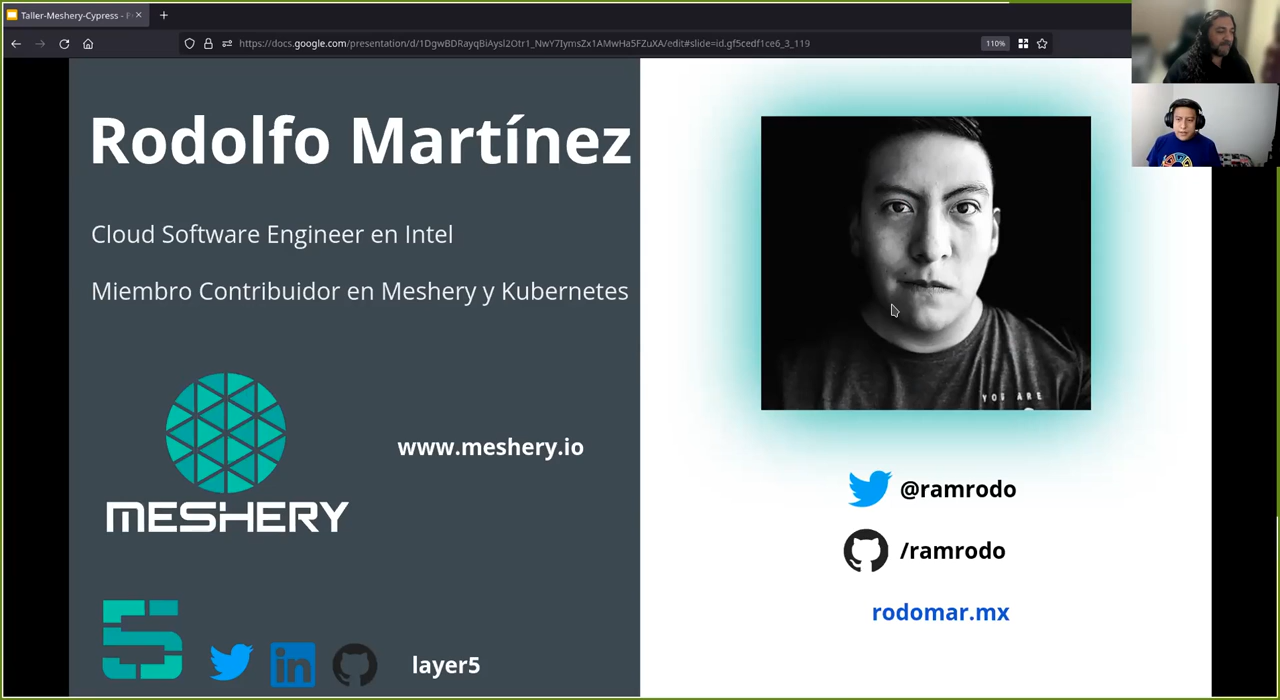 Taller-Meshery-Cypress - P
https://docs.google.com/presentation/d/1DgwBDRayqBiAysl2Otr1_NwY7IymsZx1AMwHa5FZuXA/edit#slide=id.gf5cedf1ce6_3_119
110%
Rodolfo Martínez
Cloud Software Engineer en Intel
Miembro Contribuidor en Meshery y Kubernetes
www.meshery.io
MESHERY
5
layer5
YOU ARE
@ramrodo
/ramrodo
rodomar.mx